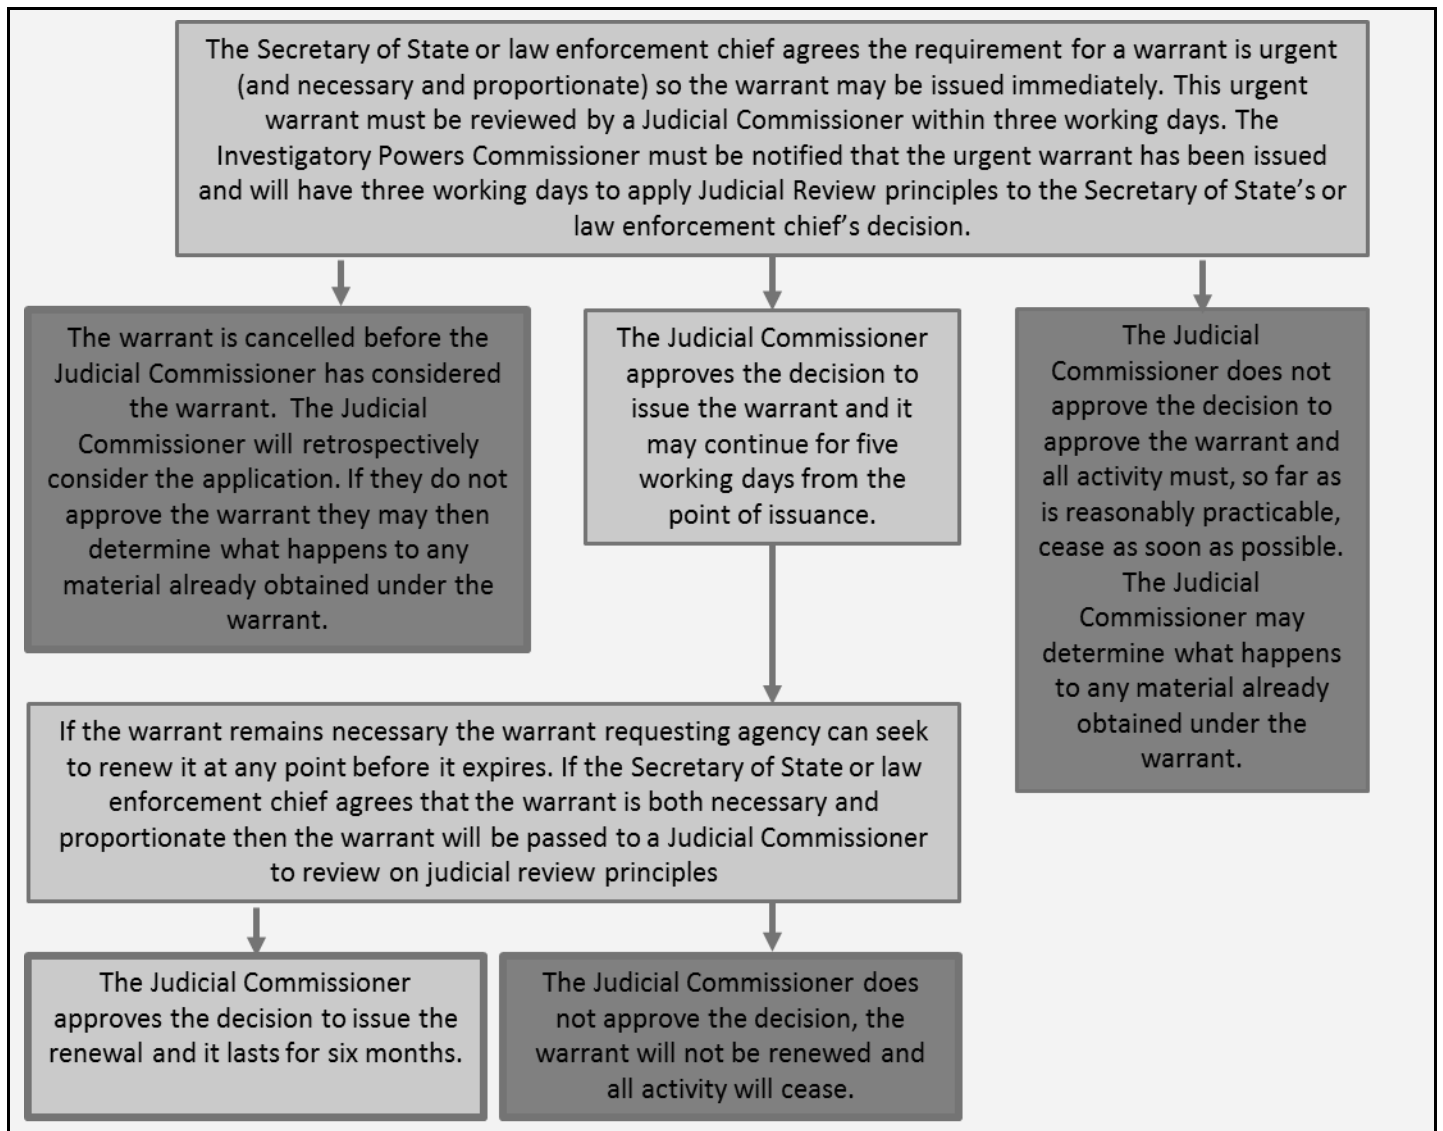 The Secretary of State or law enforcement chief agrees the requirement for a warrant is urgent
(and necessary and proportionate) so the warrant may be issued immediately. This urgent
warrant must be reviewed by a Judicial Commissioner within three working days. The
Investigatory Powers Commissioner must be notified that the urgent warrant has been issued
and will have three working days to apply Judicial Review principles to the Secretary of State’s or
law enforcement chief’s decision.
The warrant is cancelled before the
Judicial Commissioner has considered
the warrant. The Judicial
Commissioner will retrospectively
consider the application. If they do not
approve the warrant they may then
determine what happens to any
material already obtained under the
warrant.
The Judicial Commissioner
approves the decision to
issue the warrant and it
may continue for five
working days from the
point of issuance.
The Judicial
Commissioner does not
approve the decision to
approve the warrant and
all activity must, so far as
is reasonably practicable,
cease as soon as possible.
The Judicial
Commissioner may
determine what happens
to any material already
obtained under the
warrant.
If the warrant remains necessary the warrant requesting agency can seek
to renew it at any point before it expires. If the Secretary of State or law
enforcement chief agrees that the warrant is both necessary and
proportionate then the warrant will be passed to a Judicial Commissioner
to review on judicial review principles
The Judicial Commissioner
approves the decision to issue the
renewal and it lasts for six months.
The Judicial Commissioner does
not approve the decision, the
warrant will not be renewed and
all activity will cease.